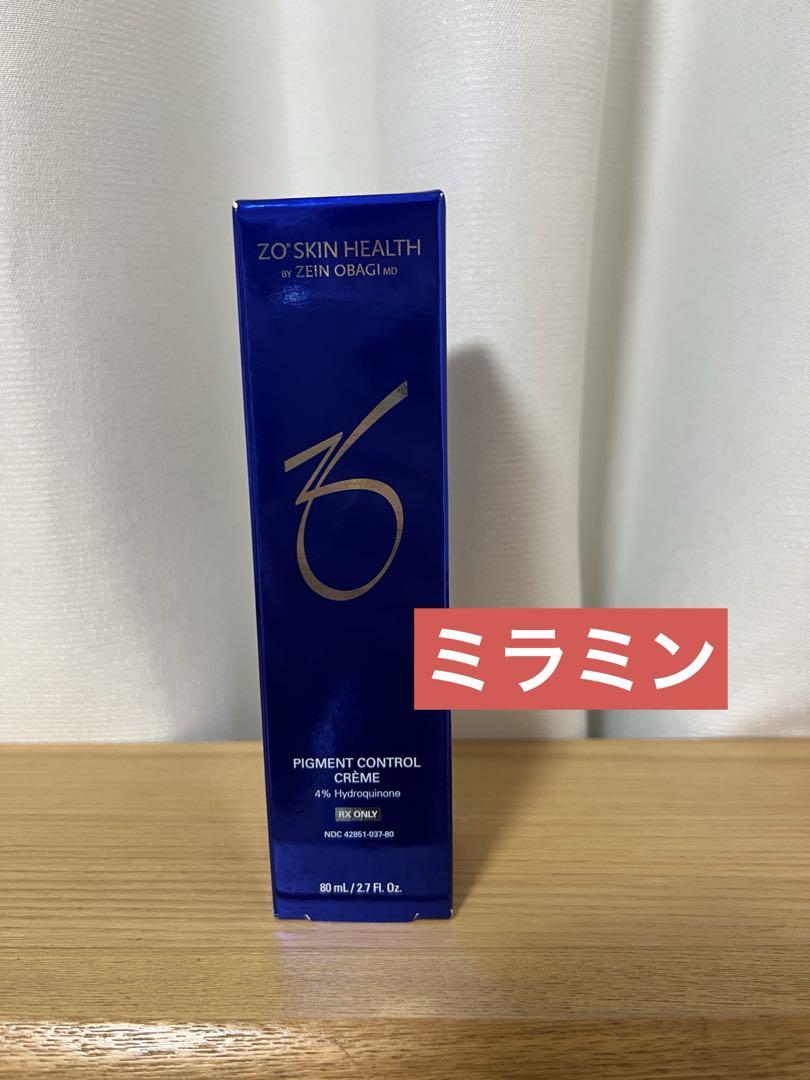 ZO® SKIN HEALTH
BY ZEIN OBAGI MD
ミラミン
PIGMENT CONTROL
CRÈME
4% Hydroquinone
RX ONLY
NDC 42851-037-80
80 mL / 2.7 Fl. Oz.